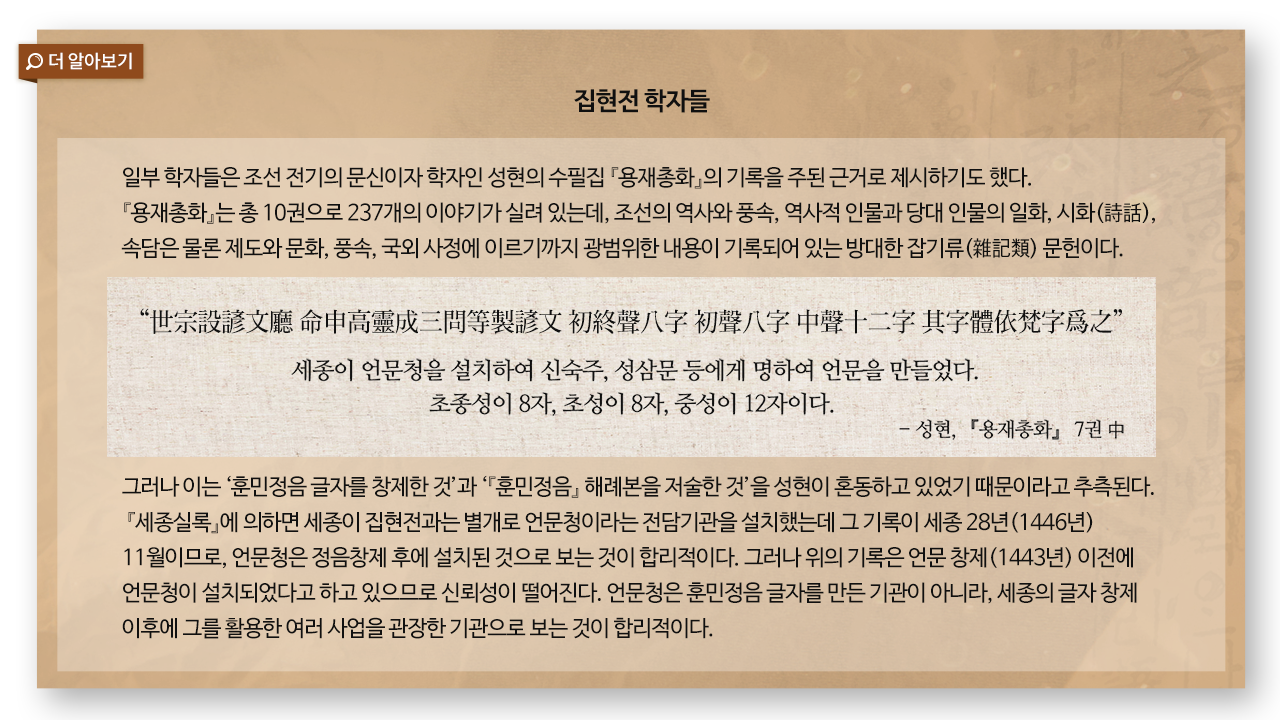 더 알아보기
집현전 학자들
일부 학자들은 조선 전기의 문신이자 학자인 성현의 수필집 『용재총화』의 기록을 주된 근거로 제시하기도 했다.
『용재총화』는 총 10권으로 237개의 이야기가 실려 있는데, 조선의 역사와 풍속, 역사적 인물과 당대 인물의 일화, 시화(詩話),
속담은 물론 제도와 문화, 풍속, 국외 사정에 이르기까지 광범위한 내용이 기록되어 있는 방대한 잡기류(雜記類) 문헌이다.
“世宗設諺文廳 命申高靈成三問等製諺文 初終聲八字 初聲八字 中聲十二字 其字體依梵字爲之”
세종이 언문청을 설치하여 신숙주, 성삼문 등에게 명하여 언문을 만들었다.
초종성이 8자, 초성이 8자, 중성이 12자이다.
– 성현, 『용재총화』 7권 中
그러나 이는 ‘훈민정음 글자를 창제한 것’과 ‘『훈민정음』 해례본을 저술한 것’을 성현이 혼동하고 있었기 때문이라고 추측된다.
『세종실록』에 의하면 세종이 집현전과는 별개로 언문청이라는 전담기관을 설치했는데 그 기록이 세종 28년(1446년)
11월이므로, 언문청은 정음창제 후에 설치된 것으로 보는 것이 합리적이다. 그러나 위의 기록은 언문 창제(1443년) 이전에
언문청이 설치되었다고 하고 있으므로 신뢰성이 떨어진다. 언문청은 훈민정음 글자를 만든 기관이 아니라, 세종의 글자 창제
이후에 그를 활용한 여러 사업을 관장한 기관으로 보는 것이 합리적이다.